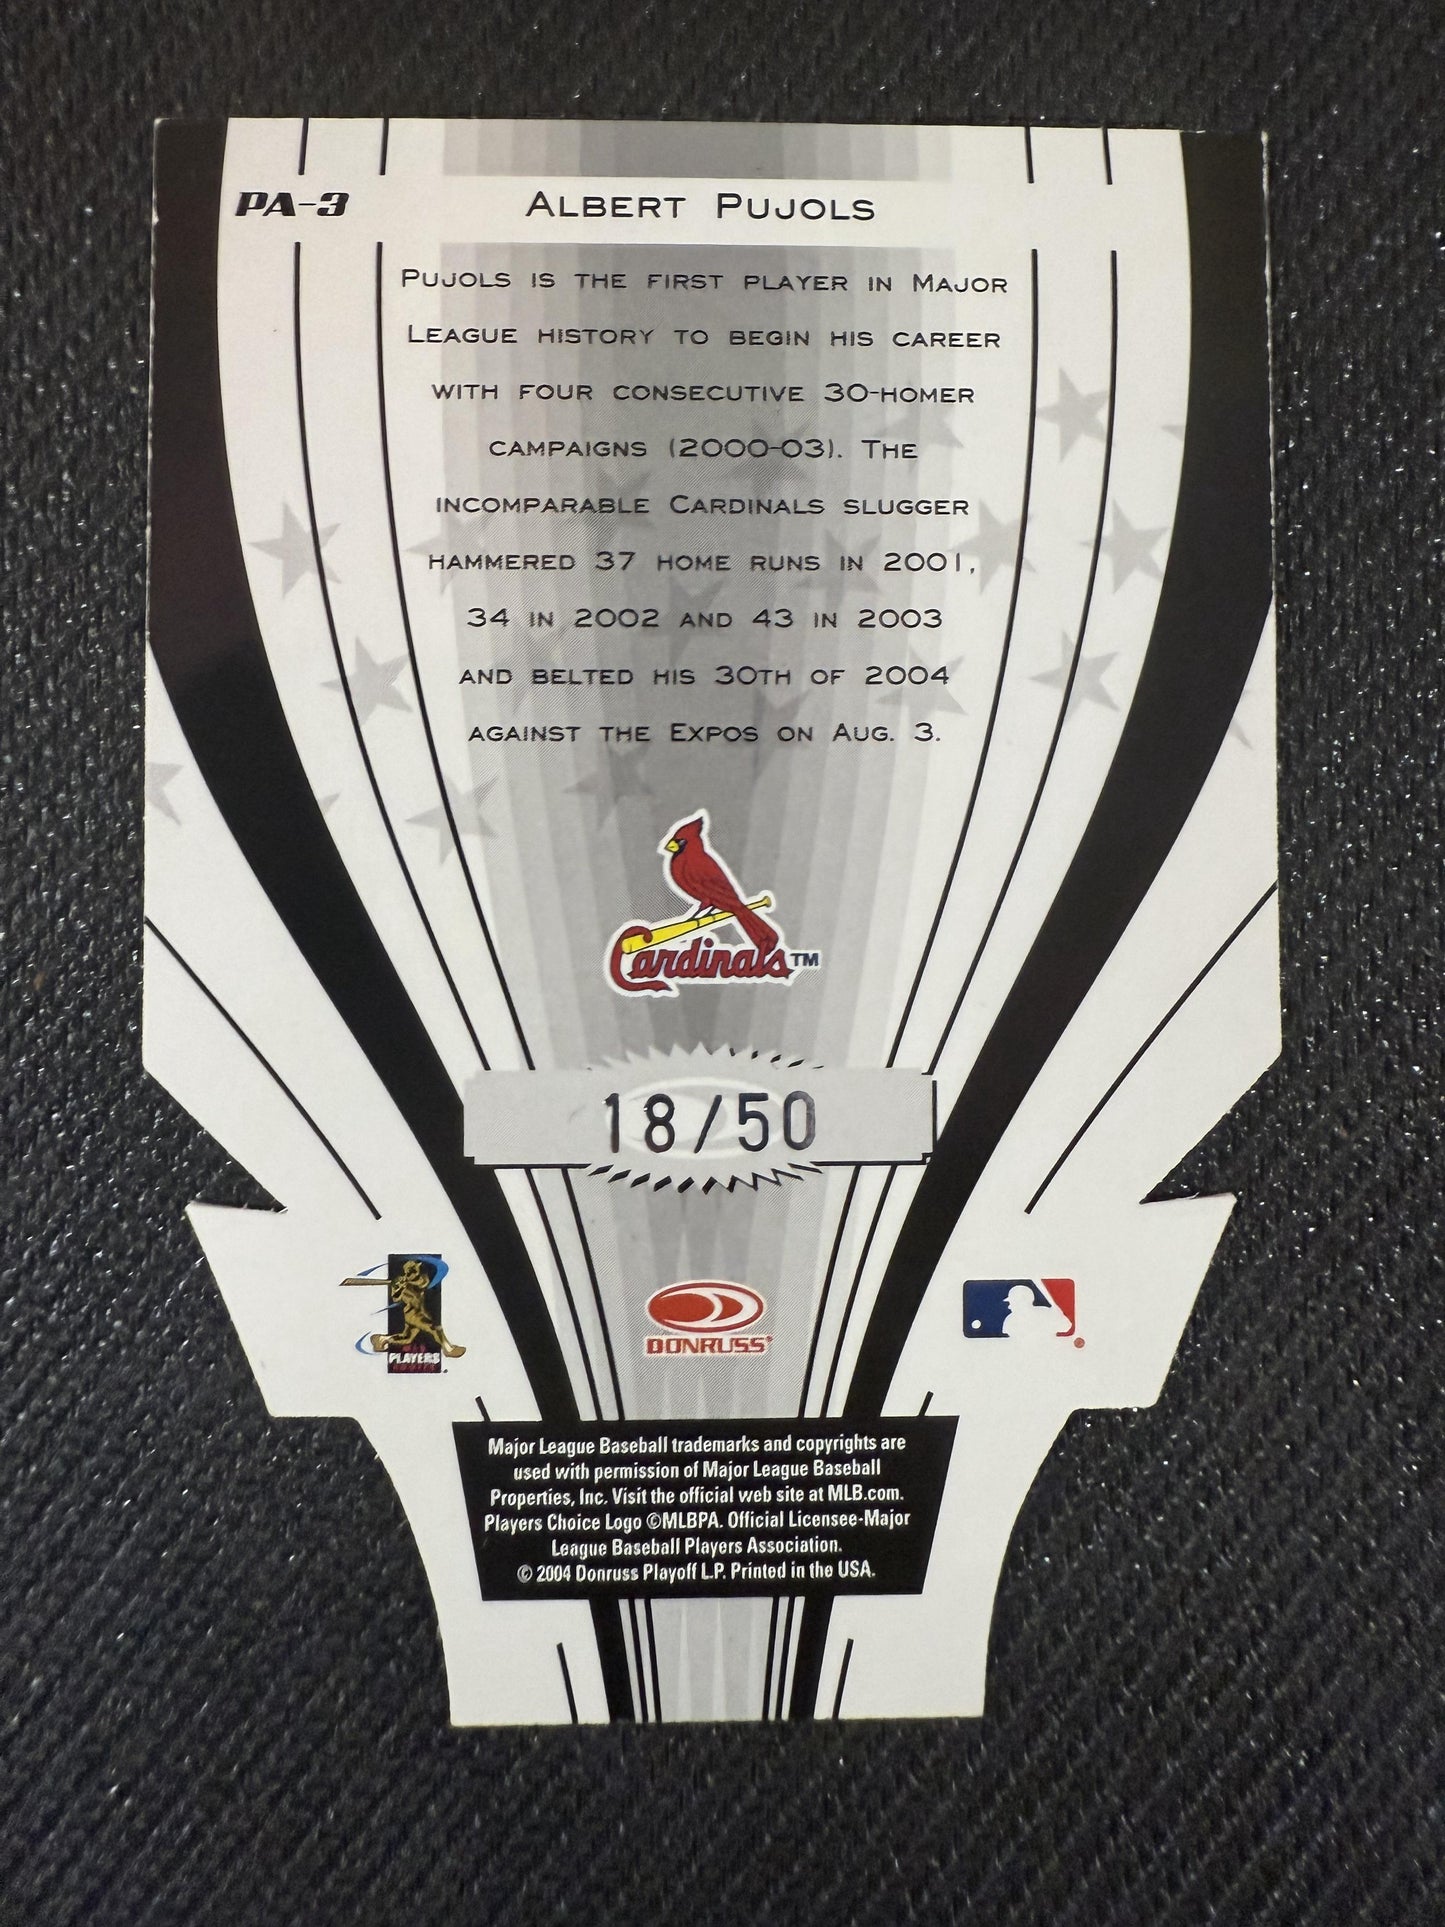 PA-3 ALBERT PUJOLS
PUJOLS IS THE FIRST PLAYER IN MAJOR
LEAGUE HISTORY TO BEGIN HIS CAREER
WITH FOUR CONSECUTIVE 30-HOMER
CAMPAIGNS (2000-03). THE
INCOMPARABLE CARDINALS SLUGGER
HAMMERED 37 HOME RUNS IN 2001,
34 IN 2002 AND 43 IN 2003
AND BELTED HIS 30TH OF 2004
AGAINST THE EXPOS ON AUG. 3.
Cardinals™
18/50
PLAYERS
DONRUSS®
Major League Baseball trademarks and copyrights are
used with permission of Major League Baseball
Properties, Inc. Visit the official web site at MLB.com.
Players Choice Logo ©MLBPA. Official Licensee-Major
League Baseball Players Association.
© 2004 Donruss Playoff L.P. Printed in the USA.